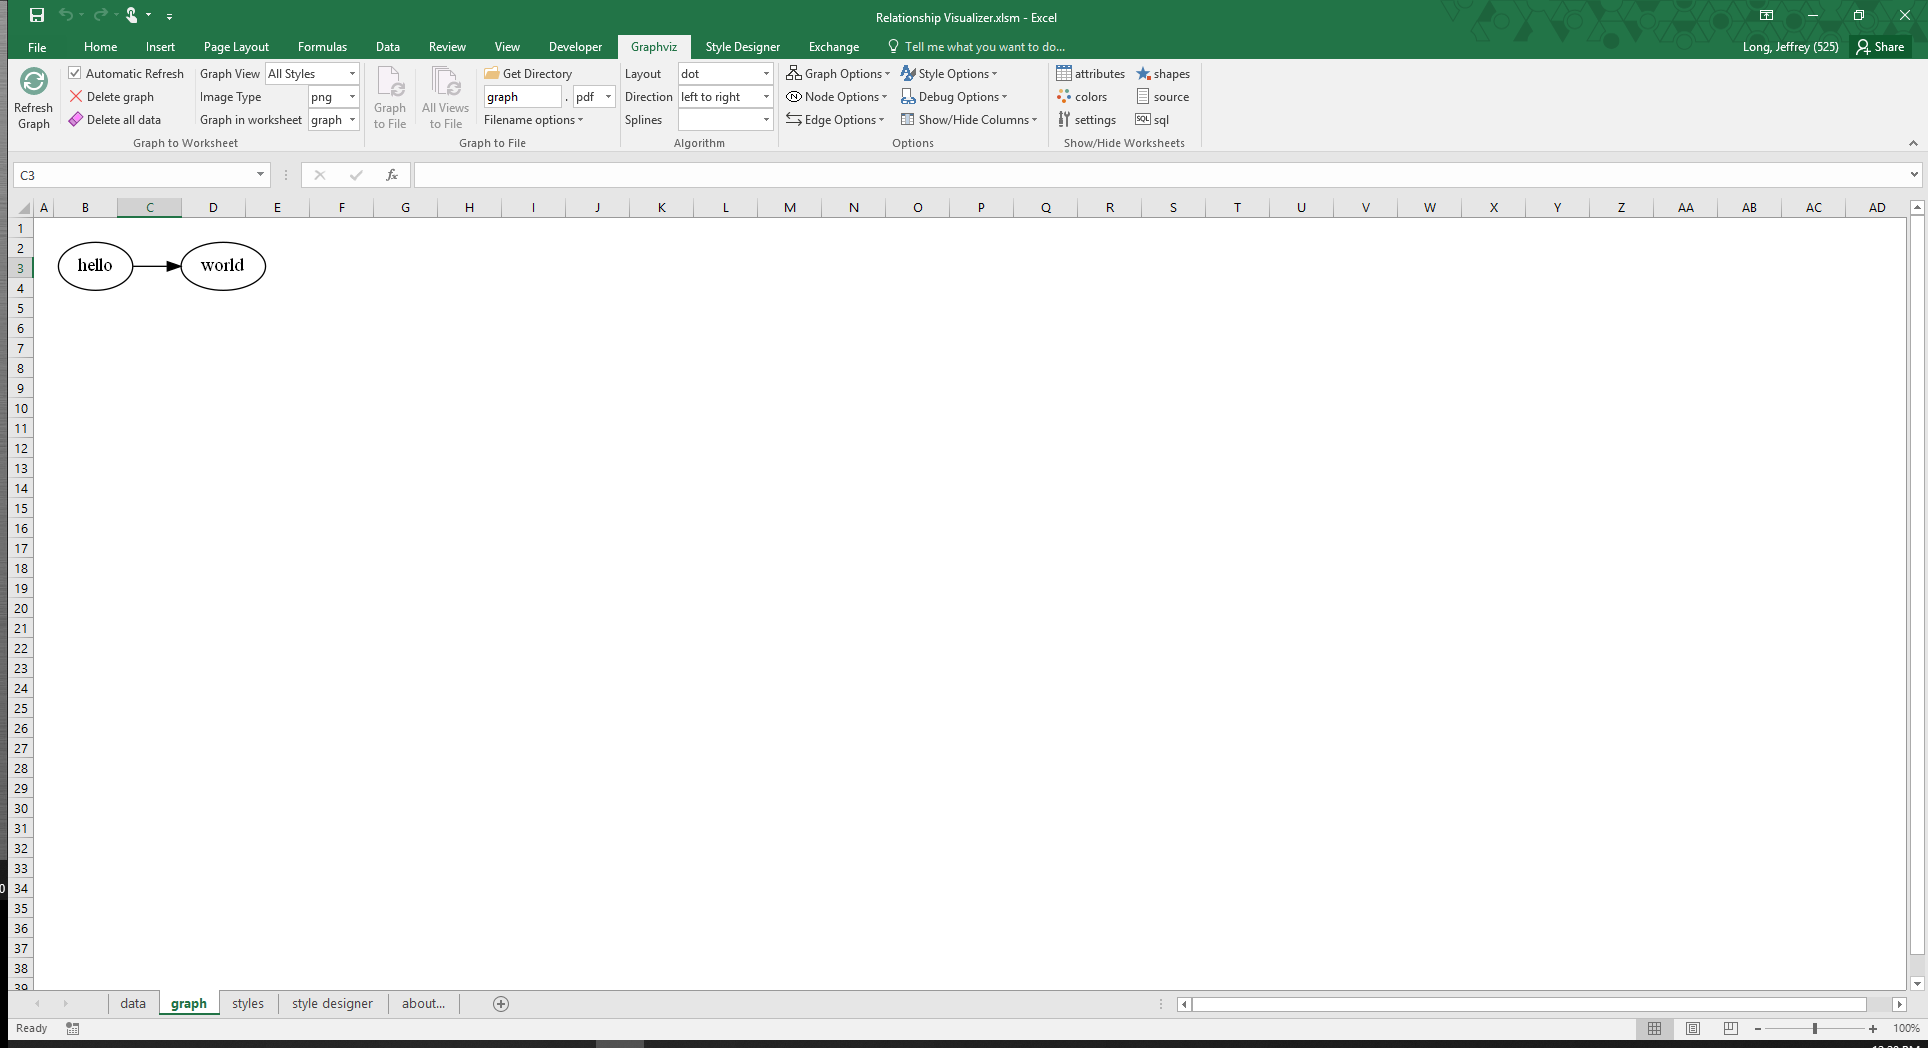 Relationship Visualizer.xlsm - Excel
File Home Insert Page Layout Formulas Data Review View Developer Graphviz Style Designer Exchange Tell me what you want to do... Long, Jeffrey (525) Share
Refresh Graph
Automatic Refresh
Delete graph
Delete all data
Graph View All Styles
Image Type png
Graph in worksheet graph
Graph to Worksheet
Graph to File
All Views to File
Get Directory
graph . pdf
Filename options
Graph to File
Layout dot
Direction left to right
Splines
Algorithm
Graph Options
Node Options
Edge Options
Style Options
Debug Options
Show/Hide Columns
Options
attributes
colors
settings
shapes
source
SQL sql
Show/Hide Worksheets
C3 fx
A B C D E F G H I J K L M N O P Q R S T U V W X Y Z AA AB AC AD
1
2
3
4
5
6
7
8
9
10
11
12
13
14
15
16
17
18
19
20
21
22
23
24
25
26
27
28
29
30
31
32
33
34
35
36
37
38
39
hello world
data graph styles style designer about...
Ready 100%